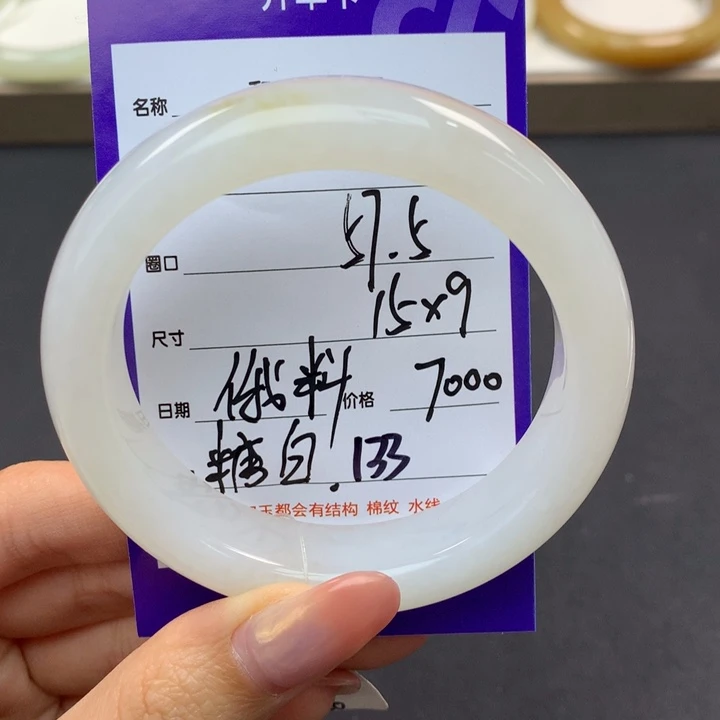 名称
圈口 57.5
尺寸 15×9
日期 俄料 价格 7000
糖白.133
玉都会有结构 棉纹 水线